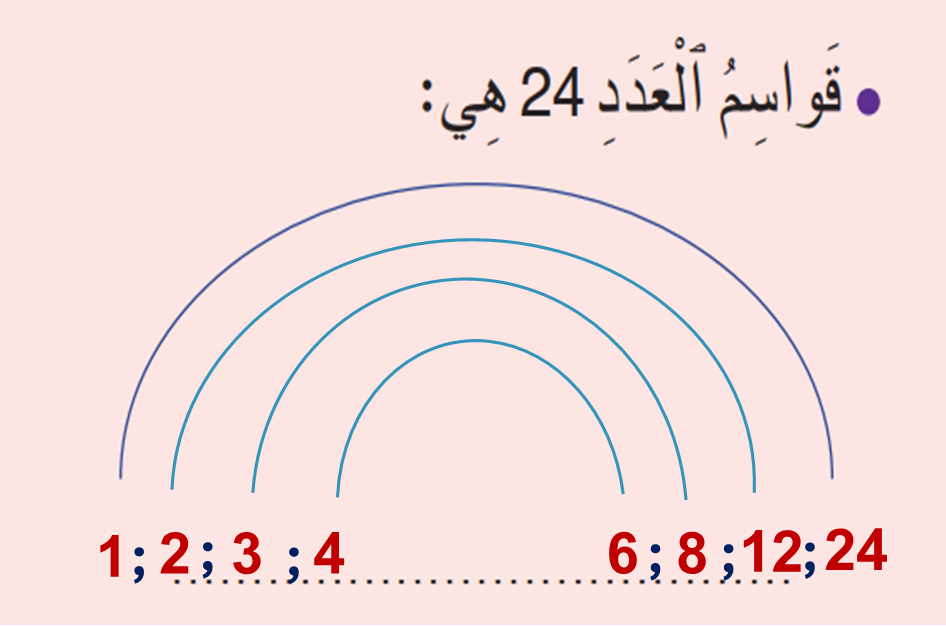 • قَواسِمُ ٱلْعَدَدِ 24 هِي:
1; 2; 3 ;4 6; 8 ;12; 24